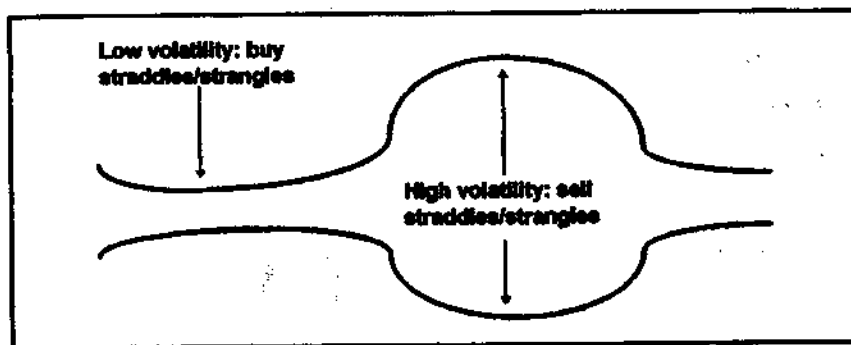 Low volatility: buy
straddles/strangles
High volatility: sell
straddles/strangles